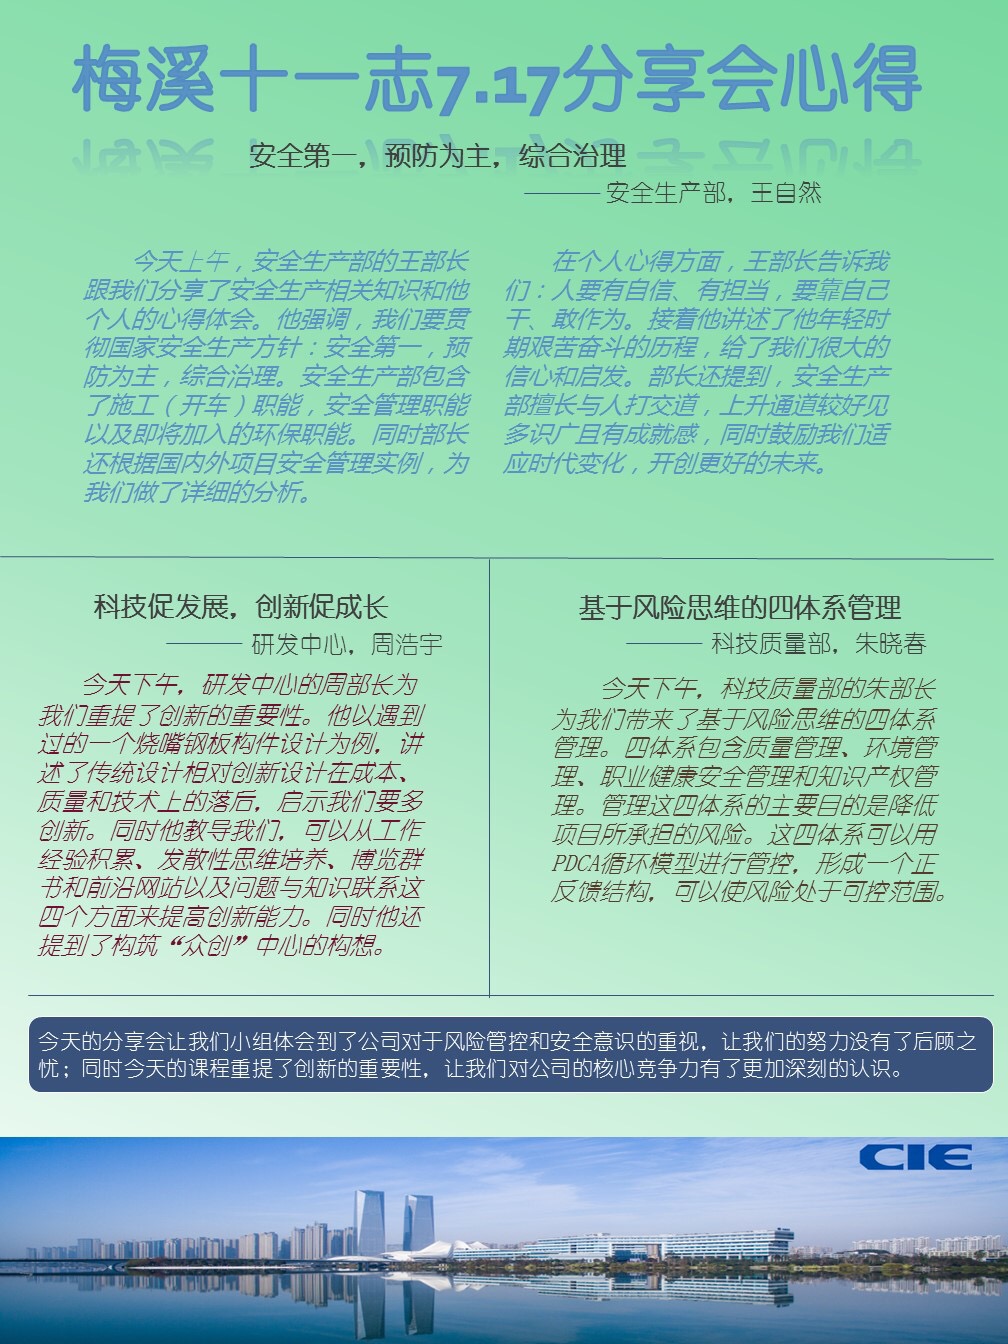 梅溪十一志7.17分享会心得
安全第一，预防为主，综合治理
——— 安全生产部，王自然
今天上午，安全生产部的王部长
跟我们分享了安全生产相关知识和他
个人的心得体会。他强调，我们要贯
彻国家安全生产方针：安全第一，预
防为主，综合治理。安全生产部包含
了施工（开车）职能，安全管理职能
以及即将加入的环保职能。同时部长
还根据国内外项目安全管理实例，为
我们做了详细的分析。
在个人心得方面，王部长告诉我
们：人要有自信、有担当，要靠自己
干、敢作为。接着他讲述了他年轻时
期艰苦奋斗的历程，给了我们很大的
信心和启发。部长还提到，安全生产
部擅长与人打交道，上升通道较好见
多识广且有成就感，同时鼓励我们适
应时代变化，开创更好的未来。
科技促发展，创新促成长
——— 研发中心，周浩宇
今天下午，研发中心的周部长为
我们重提了创新的重要性。他以遇到
过的一个烧嘴钢板构件设计为例，讲
述了传统设计相对创新设计在成本、
质量和技术上的落后，启示我们要多
创新。同时他教导我们，可以从工作
经验积累、发散性思维培养、博览群
书和前沿网站以及问题与知识联系这
四个方面来提高创新能力。同时他还
提到了构筑“众创”中心的构想。
基于风险思维的四体系管理
——— 科技质量部，朱晓春
今天下午，科技质量部的朱部长
为我们带来了基于风险思维的四体系
管理。四体系包含质量管理、环境管
理、职业健康安全管理和知识产权管
理。管理这四体系的主要目的是降低
项目所承担的风险。这四体系可以用
PDCA循环模型进行管控，形成一个正
反馈结构，可以使风险处于可控范围。
今天的分享会让我们小组体会到了公司对于风险管控和安全意识的重视，让我们的努力没有了后顾之
忧；同时今天的课程重提了创新的重要性，让我们对公司的核心竞争力有了更加深刻的认识。
CIE